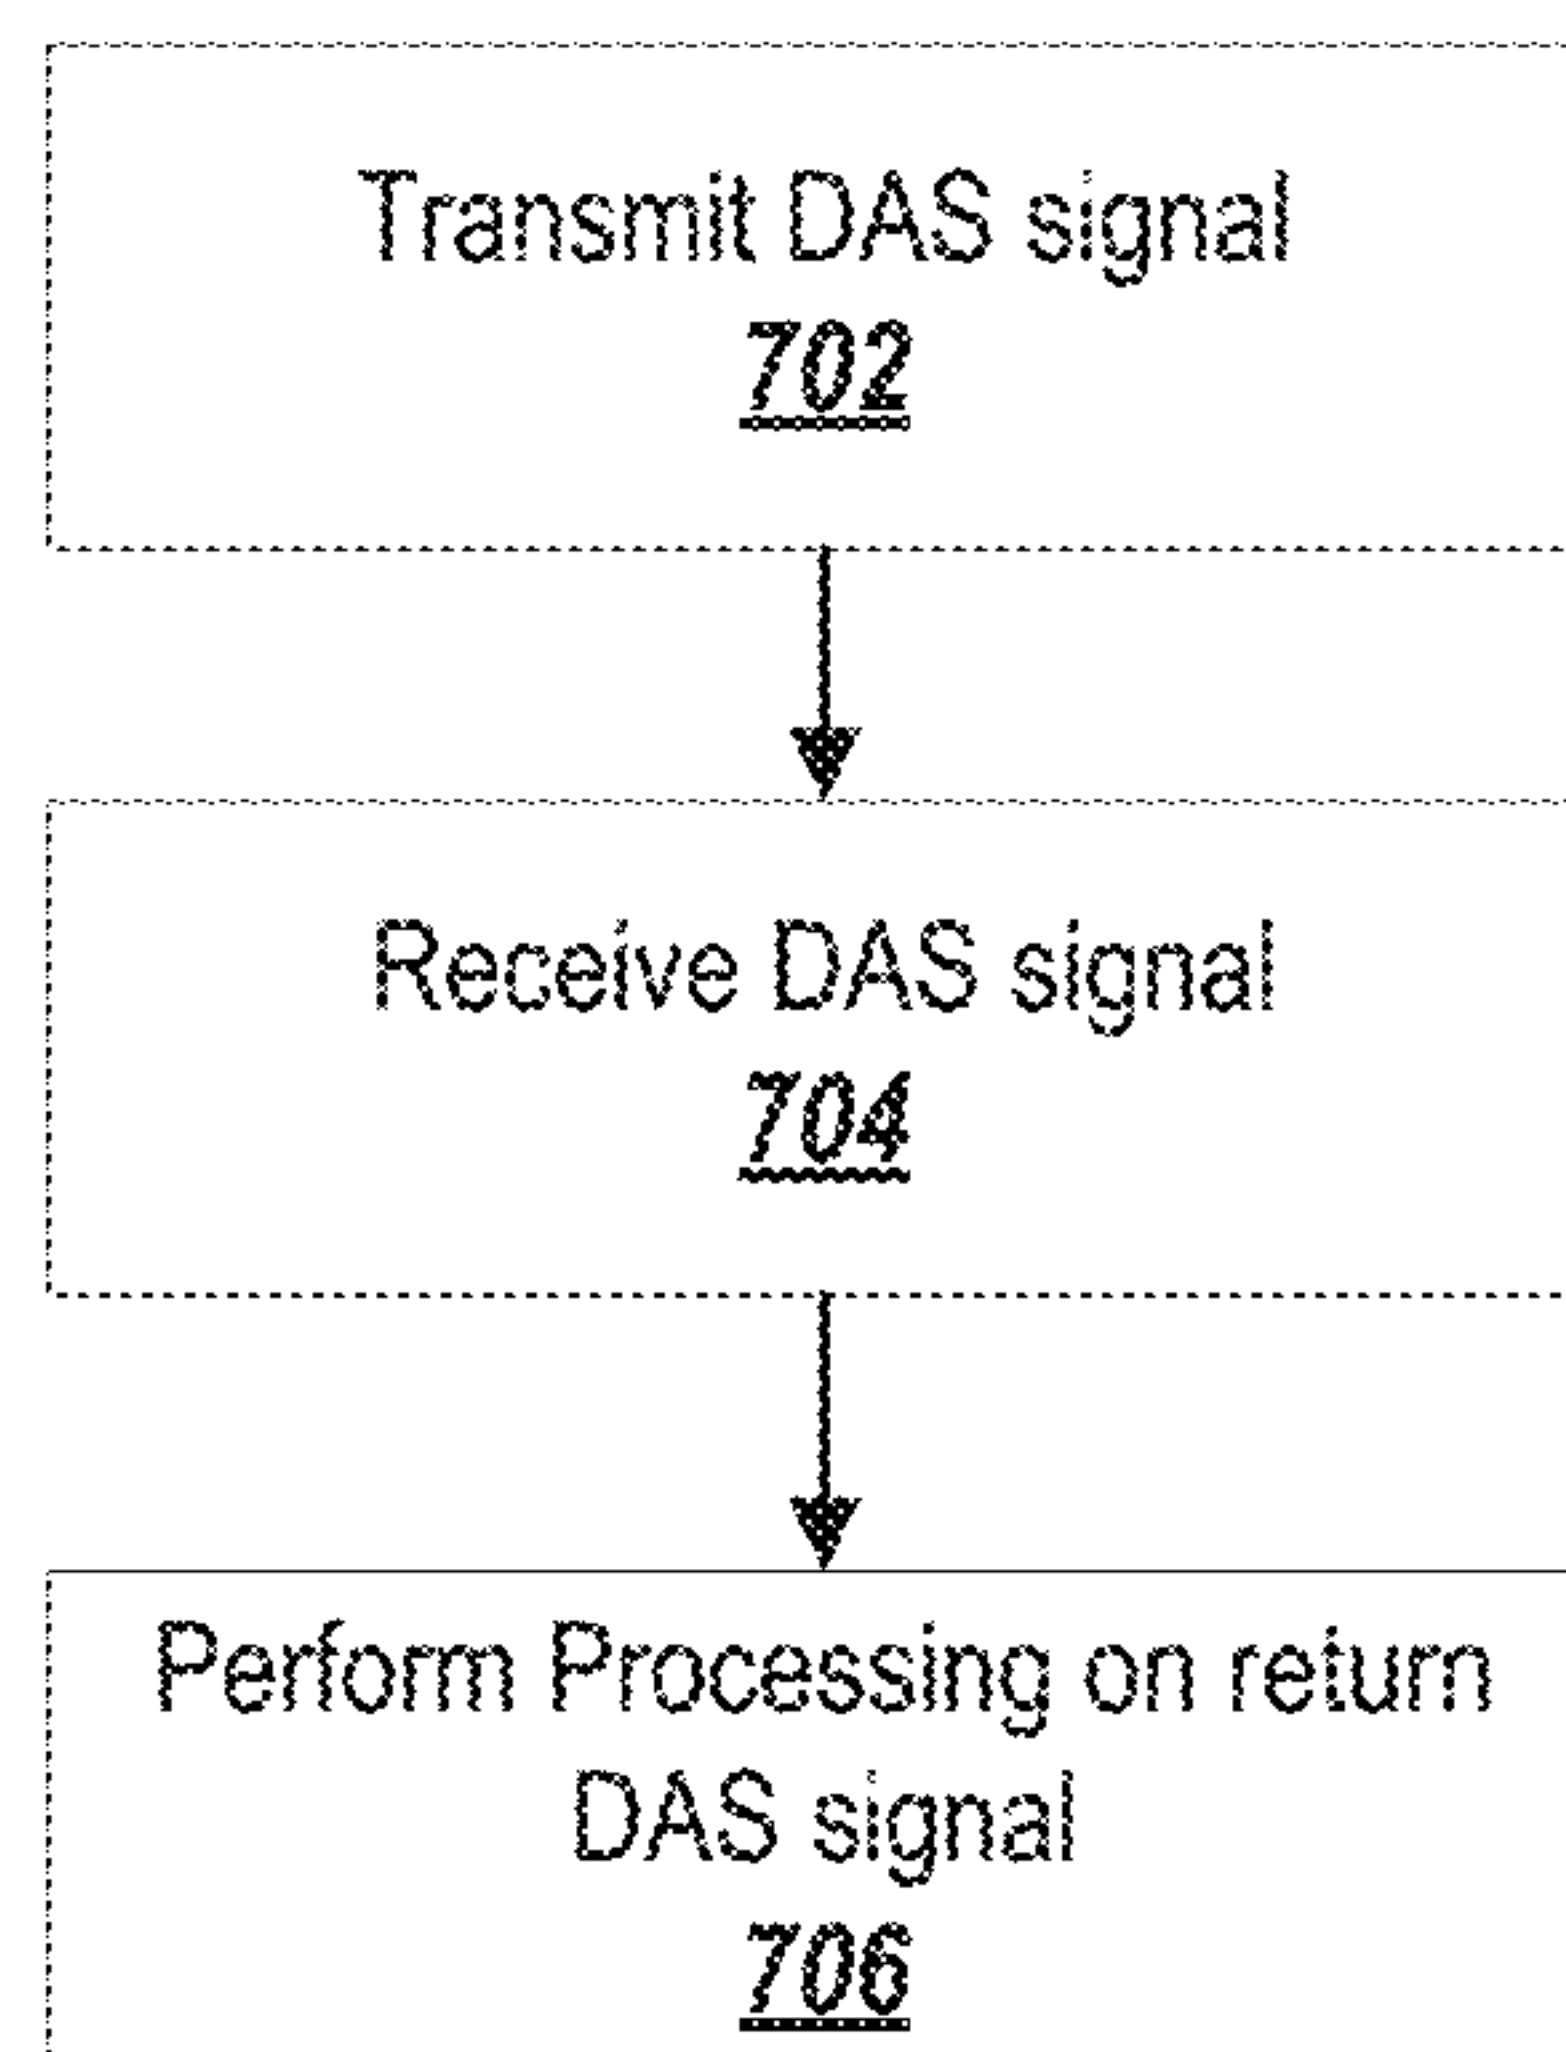 Transmit DAS signal
702
Receive DAS signal
704
Perform Processing on return
DAS signal
706